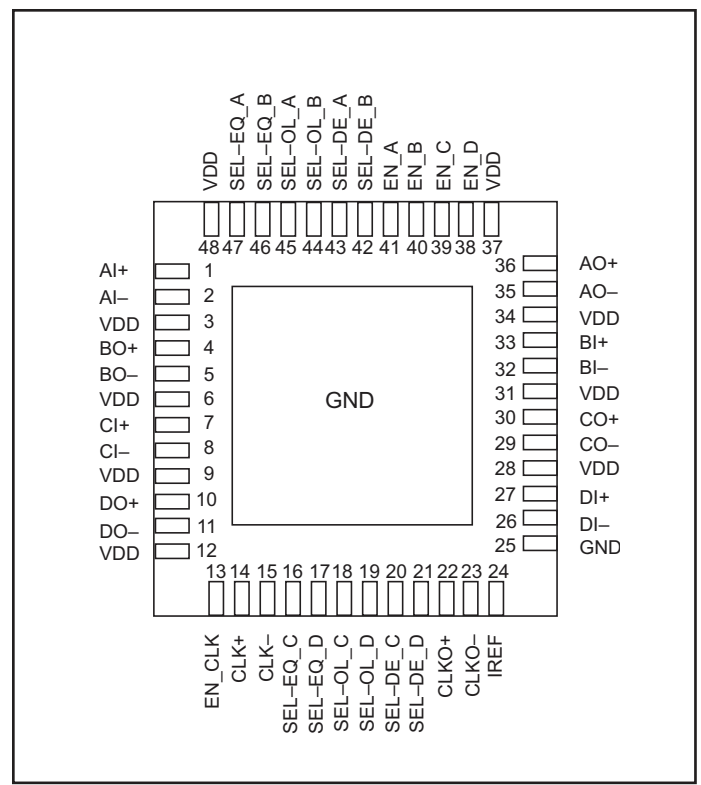 VDD
SEL–EQ_A
SEL–EQ_B
SEL–OL_A
SEL–OL_B
SEL–DE_A
SEL–DE_B
EN_A
EN_B
EN_C
EN_D
VDD
48 47 46 45 44 43 42 41 40 39 38 37
AI+ 1
AI– 2
VDD 3
BO+ 4
BO– 5
VDD 6
CI+ 7
CI– 8
VDD 9
DO+ 10
DO– 11
VDD 12
GND
36 AO+
35 AO–
34 VDD
33 BI+
32 BI–
31 VDD
30 CO+
29 CO–
28 VDD
27 DI+
26 DI–
25 GND
13 14 15 16 17 18 19 20 21 22 23 24
EN_CLK
CLK+
CLK–
SEL–EQ_C
SEL–EQ_D
SEL–OL_C
SEL–OL_D
SEL–DE_C
SEL–DE_D
CLKO+
CLKO–
IREF